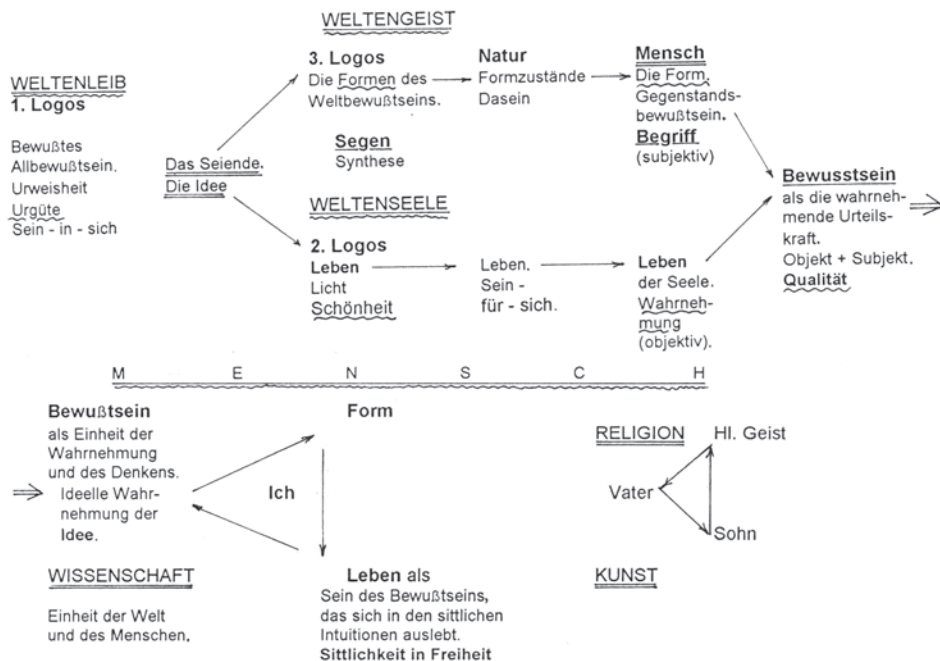 WELTENGEIST
WELTENLEIB
1. Logos
Bewußtes
Allbewußtsein.
Urweisheit
Urgüte
Sein - in - sich
Das Seiende.
Die Idee
3. Logos
Die Formen des
Weltbewußtseins.
Segen
Synthese
Natur
Formzustände
Dasein
Mensch
Die Form.
Gegenstands-
bewußtsein.
Begriff
(subjektiv)
WELTENSEELE
2. Logos
Leben
Licht
Schönheit
Leben.
Sein -
für - sich.
Leben
der Seele.
Wahrneh-
mung
(objektiv).
Bewusstsein
als die wahrneh-
mende Urteils-
kraft.
Objekt + Subjekt.
Qualität
M E N S C H
Bewußtsein
als Einheit der
Wahrnehmung
und des Denkens.
Ideelle Wahr-
nehmung der
Idee.
Form
Ich
Leben als
Sein des Bewußtseins,
das sich in den sittlichen
Intuitionen auslebt.
Sittlichkeit in Freiheit
RELIGION
Hl. Geist
Vater
Sohn
WISSENSCHAFT
Einheit der Welt
und des Menschen.
KUNST